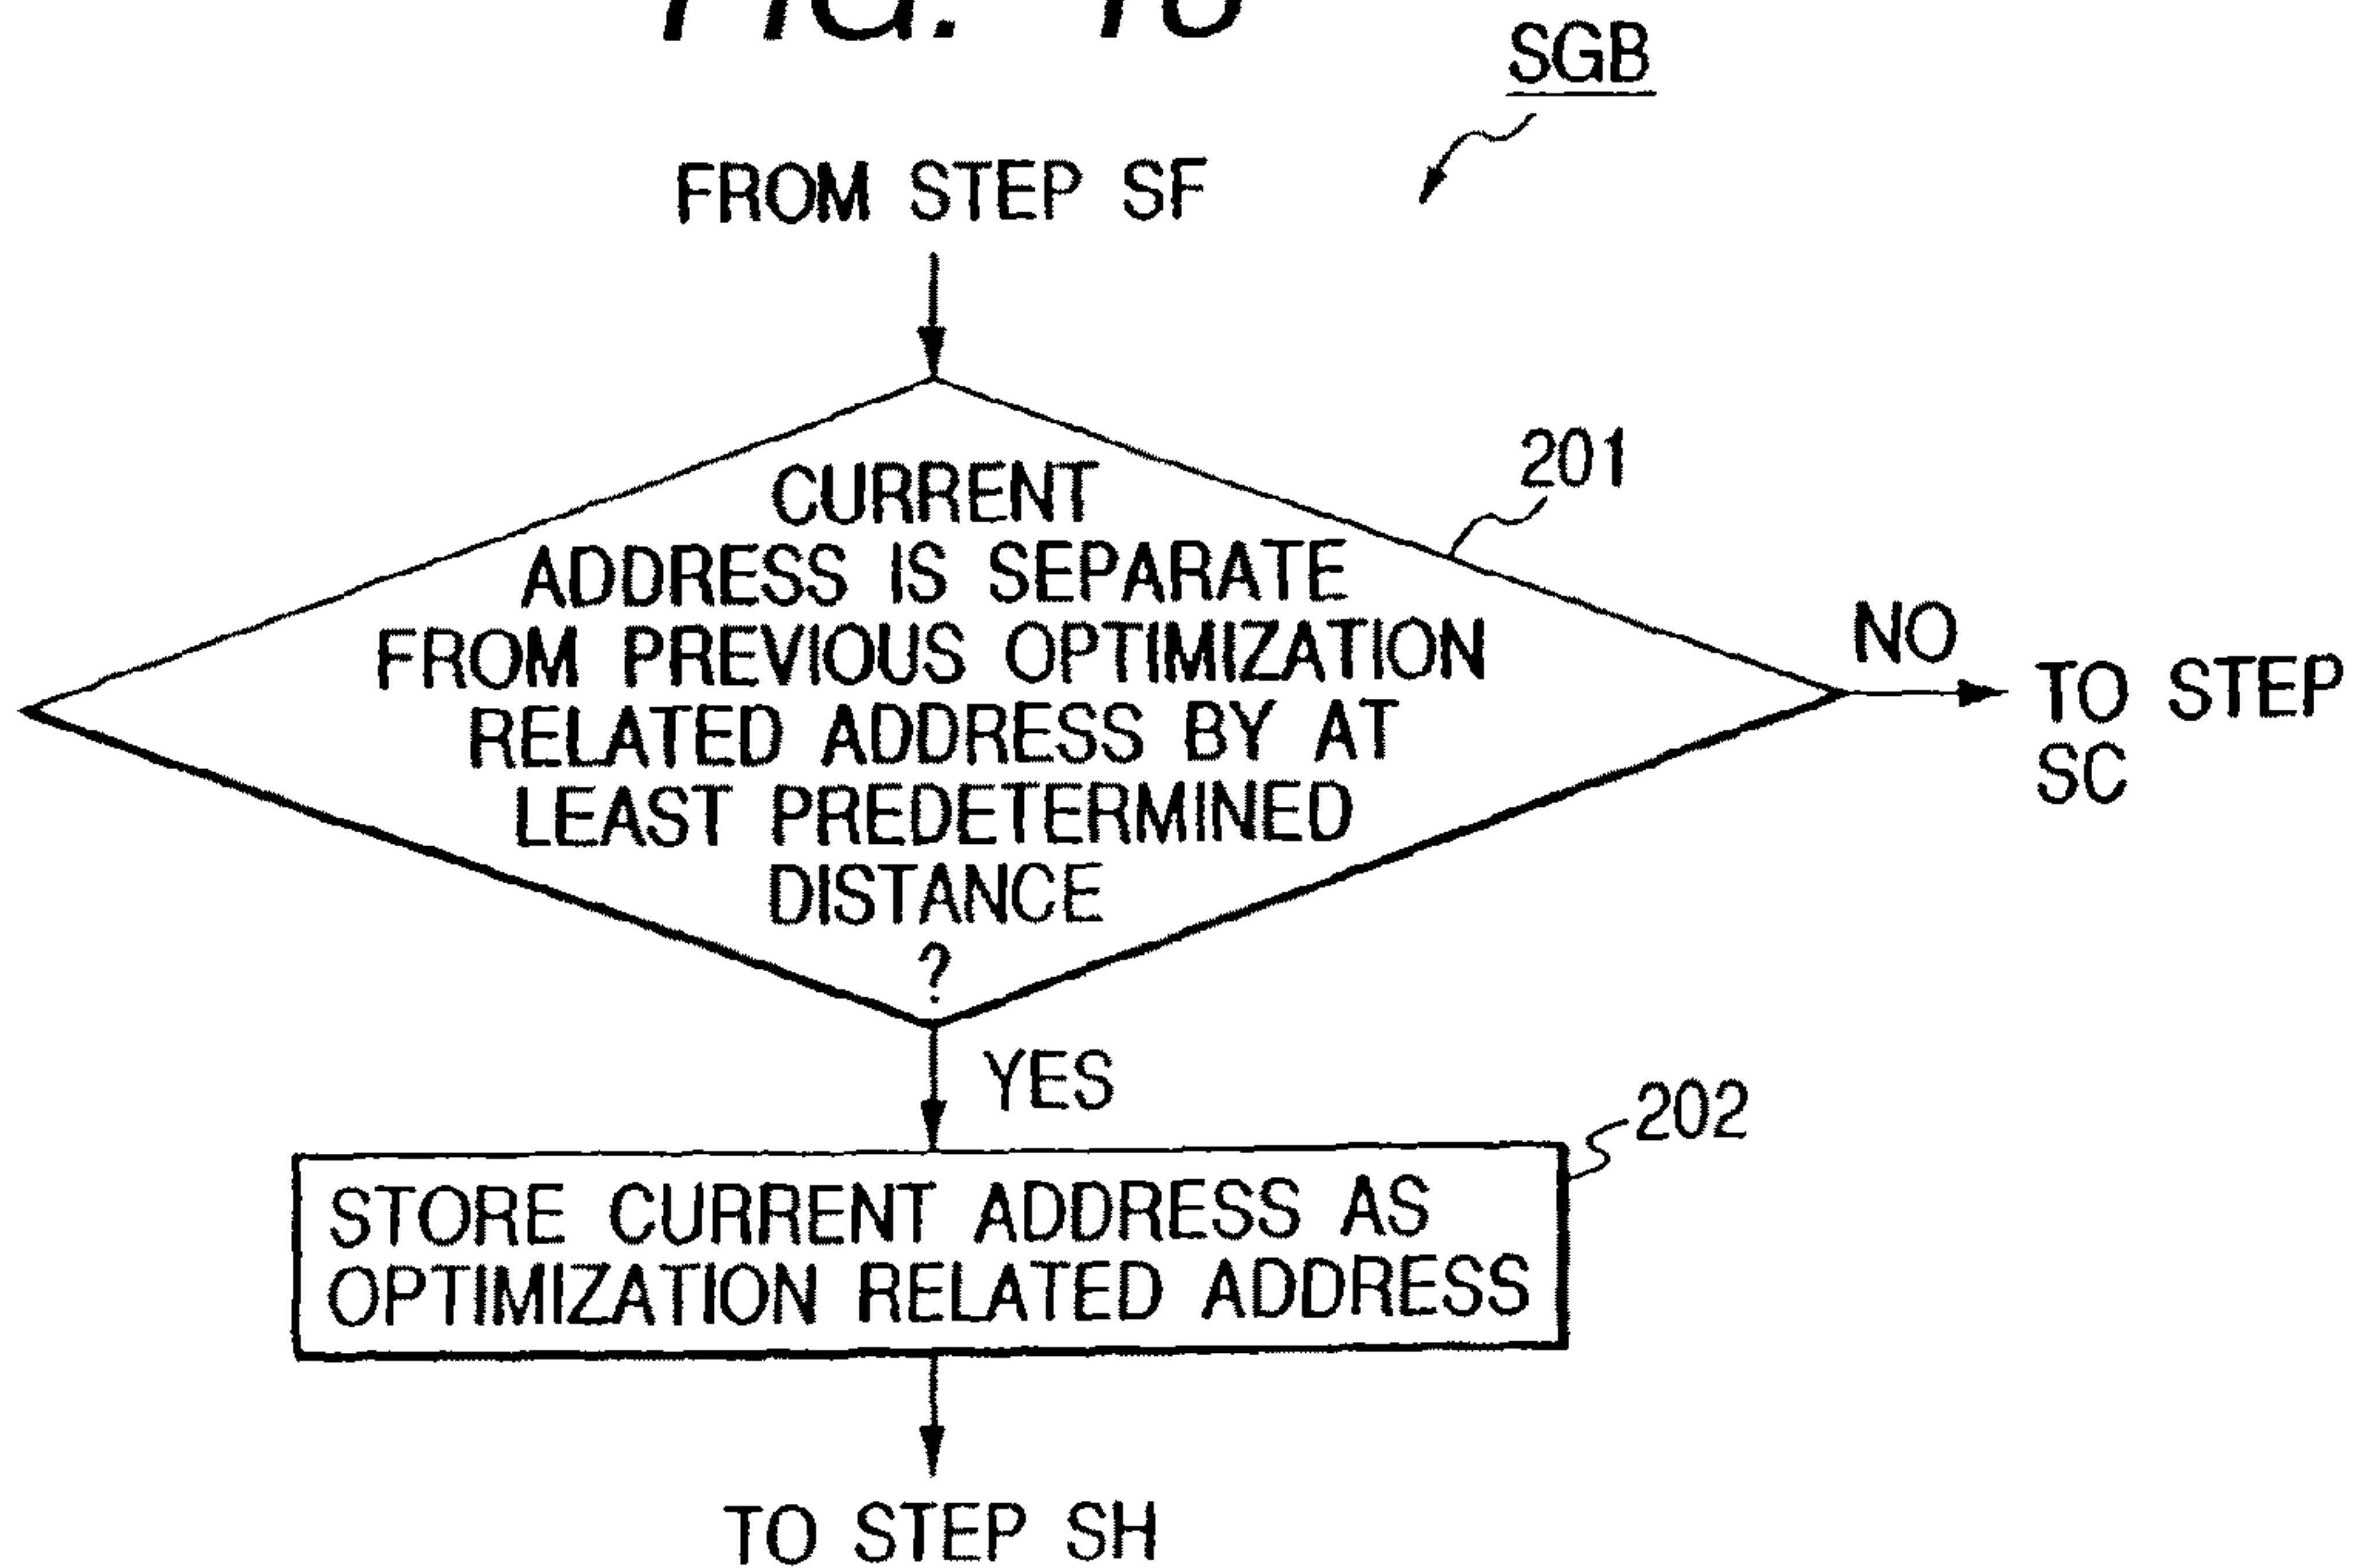 SGB
FROM STEP SF
201
CURRENT
ADDRESS IS SEPARATE
FROM PREVIOUS OPTIMIZATION
RELATED ADDRESS BY AT
LEAST PREDETERMINED
DISTANCE
?
NO
TO STEP
SC
YES
202
STORE CURRENT ADDRESS AS
OPTIMIZATION RELATED ADDRESS
TO STEP SH